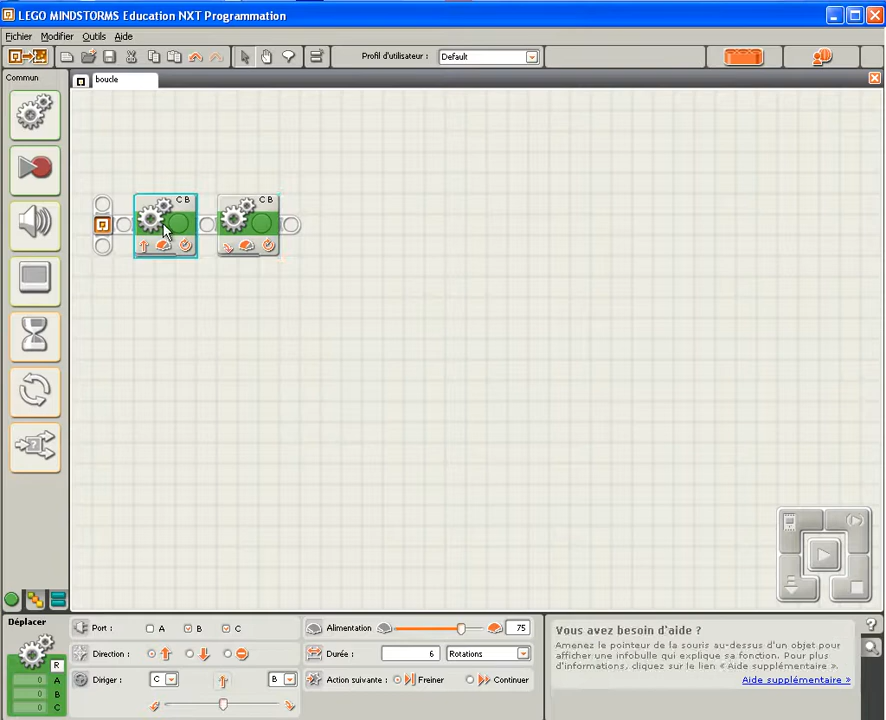 LEGO MINDSTORMS Education NXT Programmation
Fichier Modifier Outils Aide
Profil d'utilisateur : Default
Commun
boucle
C B C B
Déplacer
R
0 A
0 B
0 C
Port : A B C
Direction :
Diriger : C B
Alimentation 75
Durée : 6 Rotations
Action suivante : Freiner Continuer
Vous avez besoin d'aide ?
Amenez le pointeur de la souris au-dessus d'un objet pour
afficher une infobulle qui explique sa fonction. Pour plus
d'informations, cliquez sur le lien « Aide supplémentaire ».
Aide supplémentaire »
?